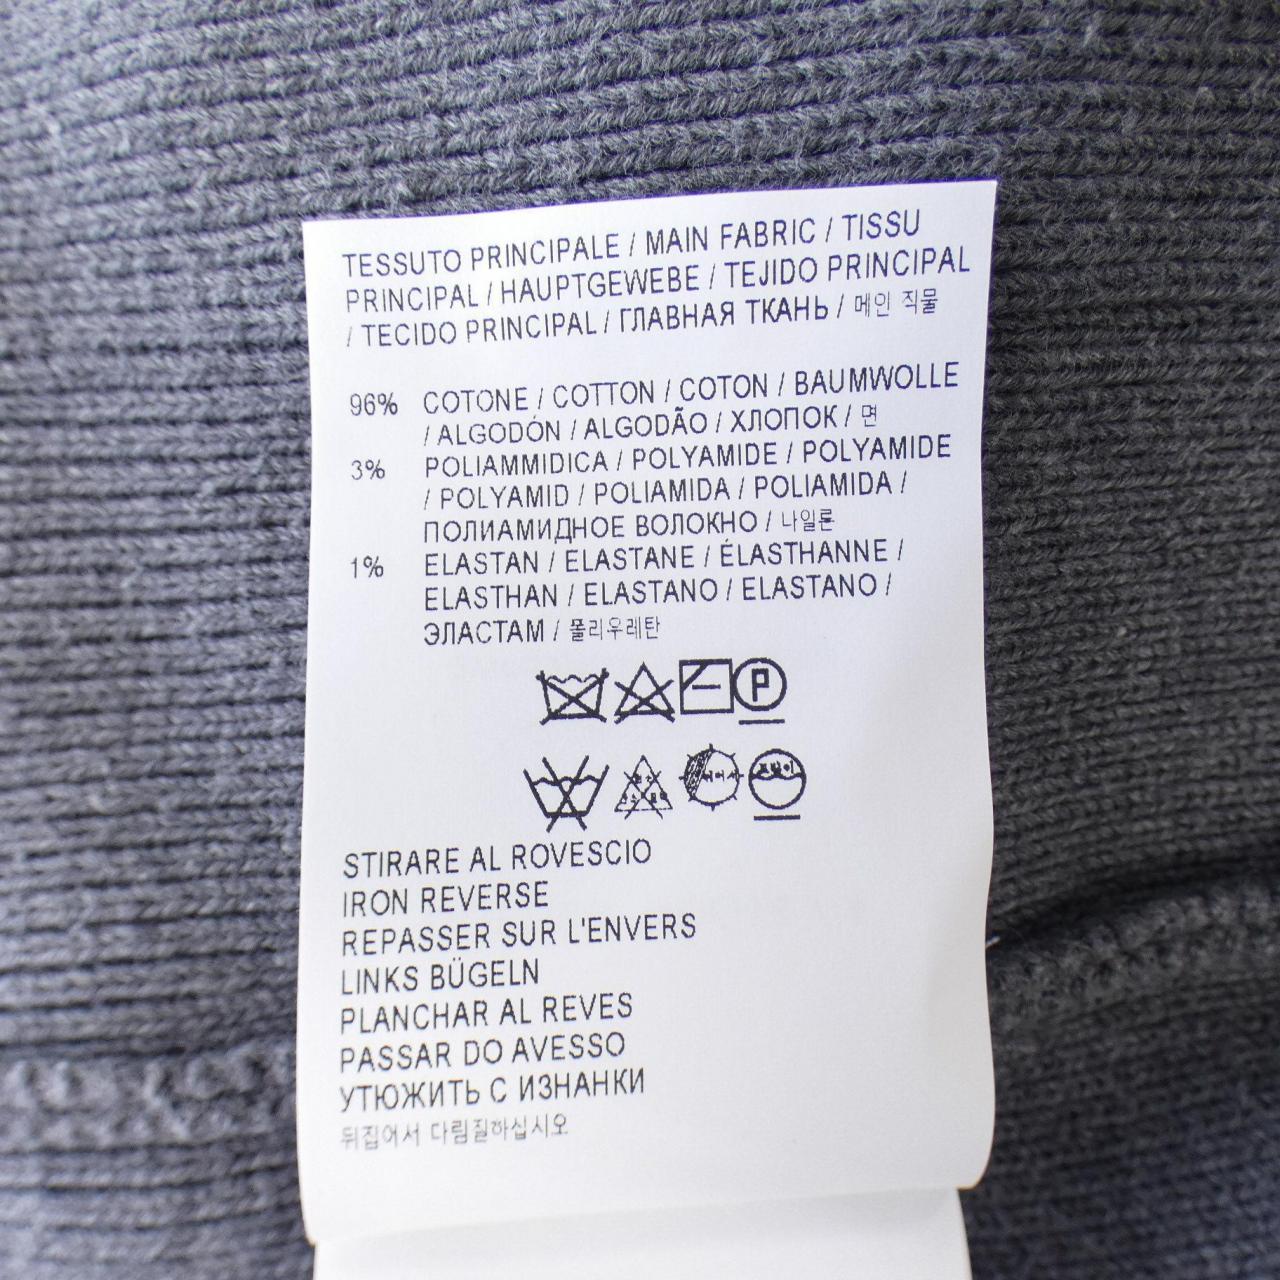 TESSUTO PRINCIPALE / MAIN FABRIC / TISSU
PRINCIPAL / HAUPTGEWEBE / TEJIDO PRINCIPAL
/ TECIDO PRINCIPAL / ГЛАВНАЯ ТКАНЬ / 메인 직물
96% COTONE / COTTON / COTON / BAUMWOLLE
/ ALGODÓN / ALGODÃO / ХЛОПОК / 면
3% POLIAMMIDICA / POLYAMIDE / POLYAMIDE
/ POLYAMID / POLIAMIDA / POLIAMIDA /
ПОЛИАМИДНОЕ ВОЛОКНО / 나일론
1% ELASTAN / ELASTANE / ÉLASTHANNE /
ELASTHAN / ELASTANO / ELASTANO /
ЭЛАСТАМ / 폴리우레탄
P
STIRARE AL ROVESCIO
IRON REVERSE
REPASSER SUR L'ENVERS
LINKS BÜGELN
PLANCHAR AL REVES
PASSAR DO AVESSO
УТЮЖИТЬ С ИЗНАНКИ
뒤집어서 다림질하십시오